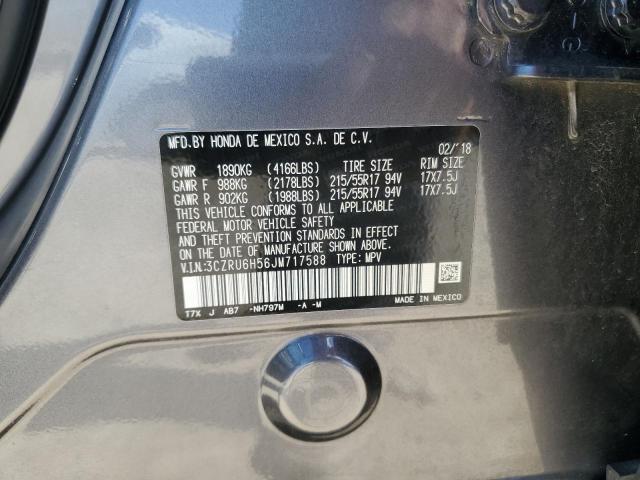 MFD.BY HONDA DE MEXICO S.A. DE C.V.
02/'18
GVWR 1890KG (4166LBS) TIRE SIZE RIM SIZE
GAWR F 988KG (2178LBS) 215/55R17 94V 17X7.5J
GAWR R 902KG (1988LBS) 215/55R17 94V 17X7.5J
THIS VEHICLE CONFORMS TO ALL APPLICABLE
FEDERAL MOTOR VEHICLE SAFETY
AND THEFT PREVENTION STANDARDS IN EFFECT
ON THE DATE OF MANUFACTURE SHOWN ABOVE.
V.I.N.:3CZRU6H56JM717588 TYPE: MPV
T7X J AB7 -NH797M -A -M
MADE IN MEXICO